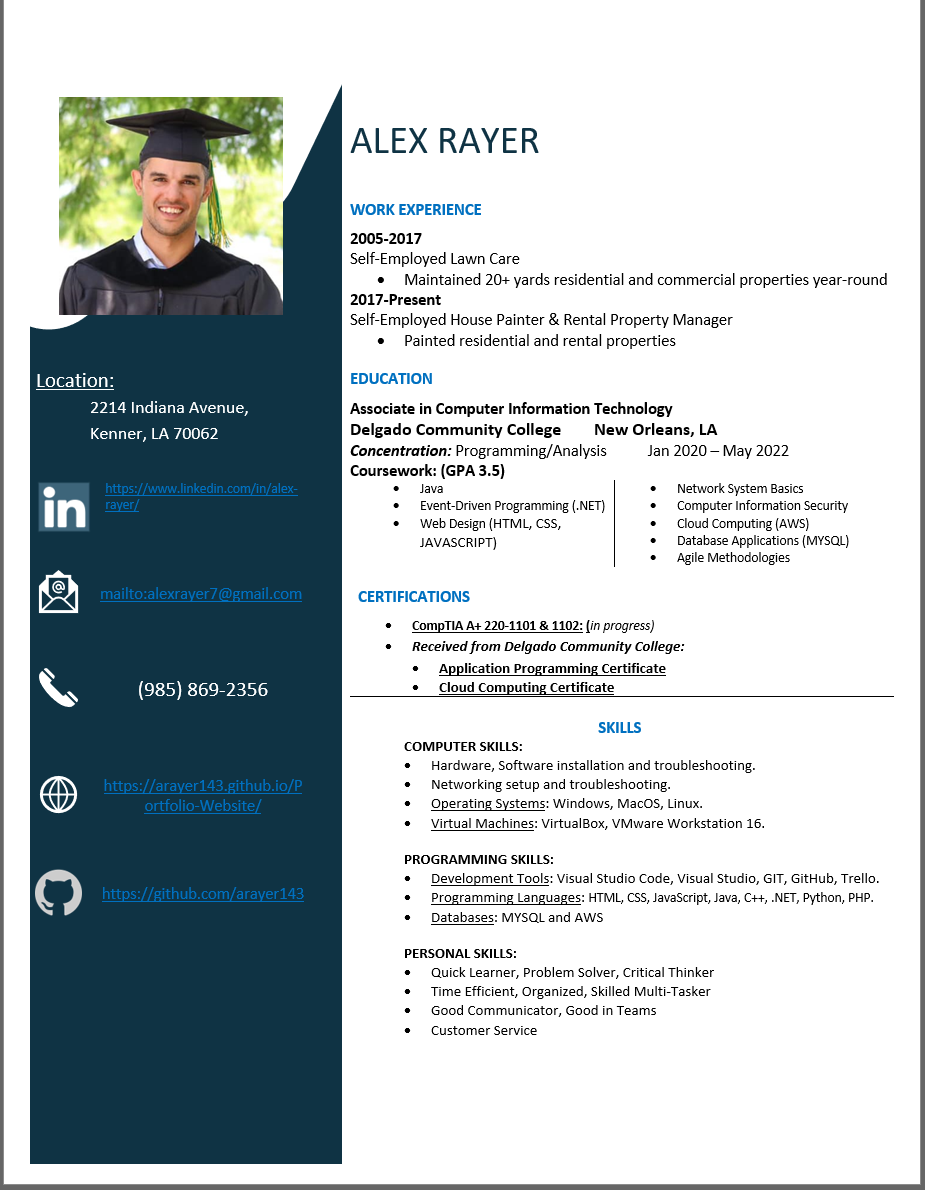 ALEX RAYER
WORK EXPERIENCE
2005-2017
Self-Employed Lawn Care
• Maintained 20+ yards residential and commercial properties year-round
2017-Present
Self-Employed House Painter & Rental Property Manager
• Painted residential and rental properties
EDUCATION
Associate in Computer Information Technology
Delgado Community College New Orleans, LA
Concentration: Programming/Analysis Jan 2020 – May 2022
Coursework: (GPA 3.5)
• Java
• Event-Driven Programming (.NET)
• Web Design (HTML, CSS,
JAVASCRIPT)
• Network System Basics
• Computer Information Security
• Cloud Computing (AWS)
• Database Applications (MYSQL)
• Agile Methodologies
CERTIFICATIONS
• CompTIA A+ 220-1101 & 1102: (in progress)
• Received from Delgado Community College:
• Application Programming Certificate
• Cloud Computing Certificate
SKILLS
COMPUTER SKILLS:
• Hardware, Software installation and troubleshooting.
• Networking setup and troubleshooting.
• Operating Systems: Windows, MacOS, Linux.
• Virtual Machines: VirtualBox, VMware Workstation 16.
PROGRAMMING SKILLS:
• Development Tools: Visual Studio Code, Visual Studio, GIT, GitHub, Trello.
• Programming Languages: HTML, CSS, JavaScript, Java, C++, .NET, Python, PHP.
• Databases: MYSQL and AWS
PERSONAL SKILLS:
• Quick Learner, Problem Solver, Critical Thinker
• Time Efficient, Organized, Skilled Multi-Tasker
• Good Communicator, Good in Teams
• Customer Service
Location:
2214 Indiana Avenue,
Kenner, LA 70062
in
https://www.linkedin.com/in/alex-
rayer/
@
mailto:alexrayer7@gmail.com
(985) 869-2356
https://arayer143.github.io/P
ortfolio-Website/
https://github.com/arayer143